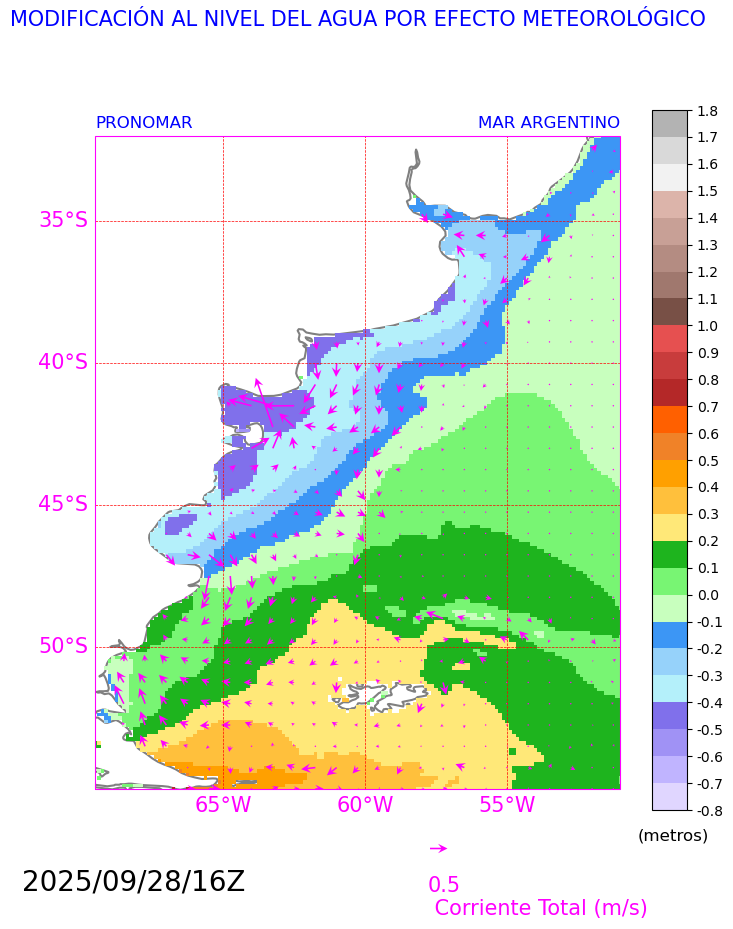 MODIFICACIÓN AL NIVEL DEL AGUA POR EFECTO METEOROLÓGICO
PRONOMAR MAR ARGENTINO
35°S
40°S
45°S
50°S
65°W 60°W 55°W
1.8
1.7
1.6
1.5
1.4
1.3
1.2
1.1
1.0
0.9
0.8
0.7
0.6
0.5
0.4
0.3
0.2
0.1
0.0
-0.1
-0.2
-0.3
-0.4
-0.5
-0.6
-0.7
-0.8
(metros)
2025/09/28/16Z
0.5
Corriente Total (m/s)